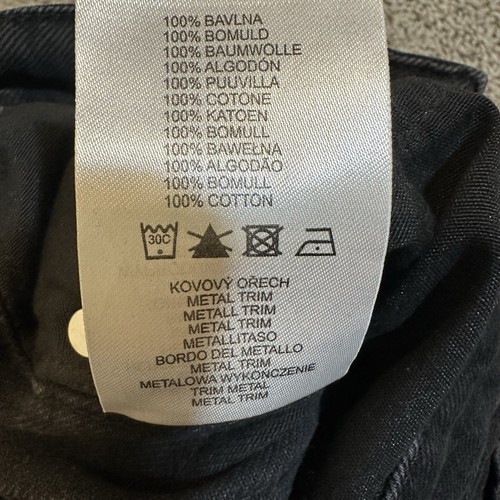 100% BAVLNA
100% BOMULD
100% BAUMWOLLE
100% ALGODÓN
100% PUUVILLA
100% COTONE
100% KATOEN
100% BOMULL
100% BAWEŁNA
100% ALGODÃO
100% BOMULL
100% COTTON
30C
KOVOVÝ OŘECH
METAL TRIM
METALL TRIM
METAL TRIM
METALLITASO
BORDO DEL METALLO
METAL TRIM
METALOWA WYKOŃCZENIE
TRIM METAL
METAL TRIM